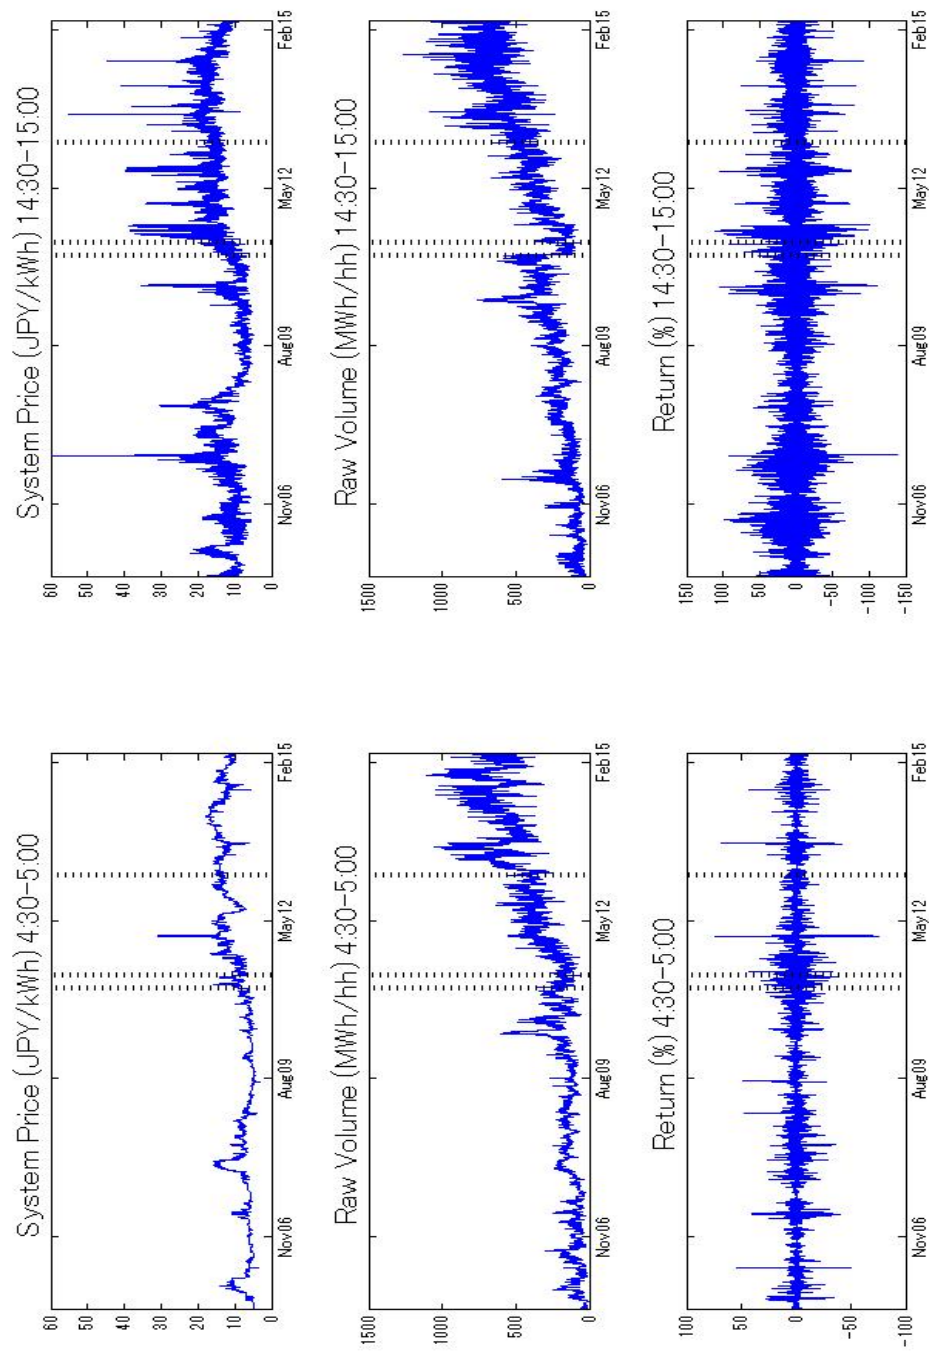 System Price (JPY/kWh) 4:30−5:00
60
50
40
30
20
10
0
Nov06
Aug09
May12
Feb15
System Price (JPY/kWh) 14:30−15:00
60
50
40
30
20
10
0
Nov06
Aug09
May12
Feb15
Raw Volume (MWh/hh) 4:30−5:00
1500
1000
500
0
Nov06
Aug09
May12
Feb15
Raw Volume (MWh/hh) 14:30−15:00
1500
1000
500
0
Nov06
Aug09
May12
Feb15
Return (%) 4:30−5:00
100
50
0
−50
−100
Nov06
Aug09
May12
Feb15
Return (%) 14:30−15:00
150
100
50
0
−50
−100
−150
Nov06
Aug09
May12
Feb15